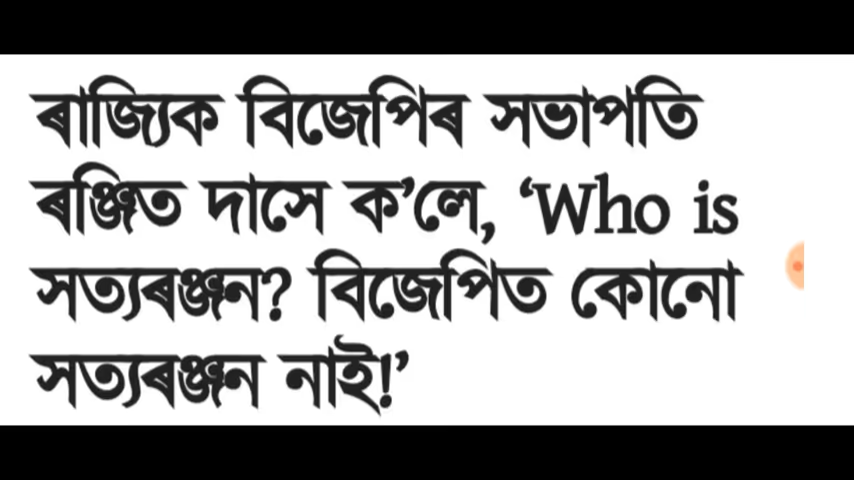 ৰাজ্যিক বিজেপিৰ সভাপতি
ৰঞ্জিত দাসে ক’লে, ‘Who is
সত্যৰঞ্জন? বিজেপিত কোনো
সত্যৰঞ্জন নাই!’